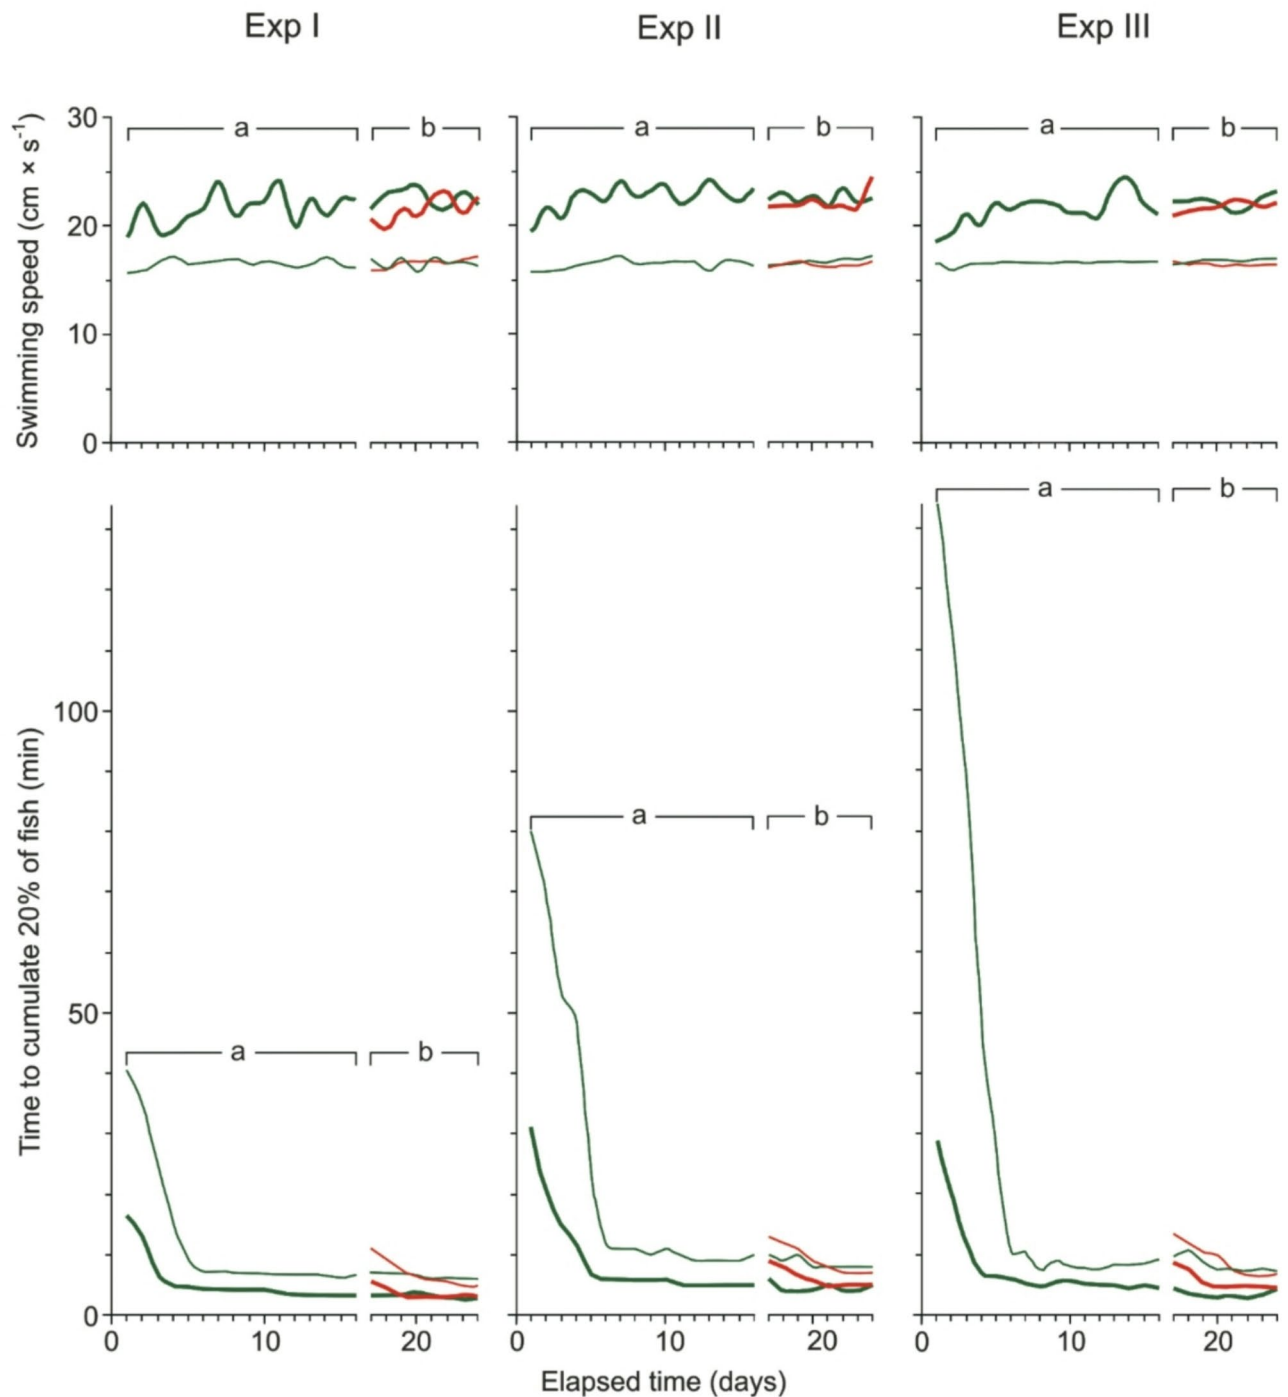 Exp I
Exp II
Exp III
Swimming speed (cm × s⁻¹)
30
20
10
0
a
b
a
b
a
b
Time to cumulate 20% of fish (min)
100
50
0
a
b
a
b
a
b
0
10
20
0
10
20
0
10
20
Elapsed time (days)